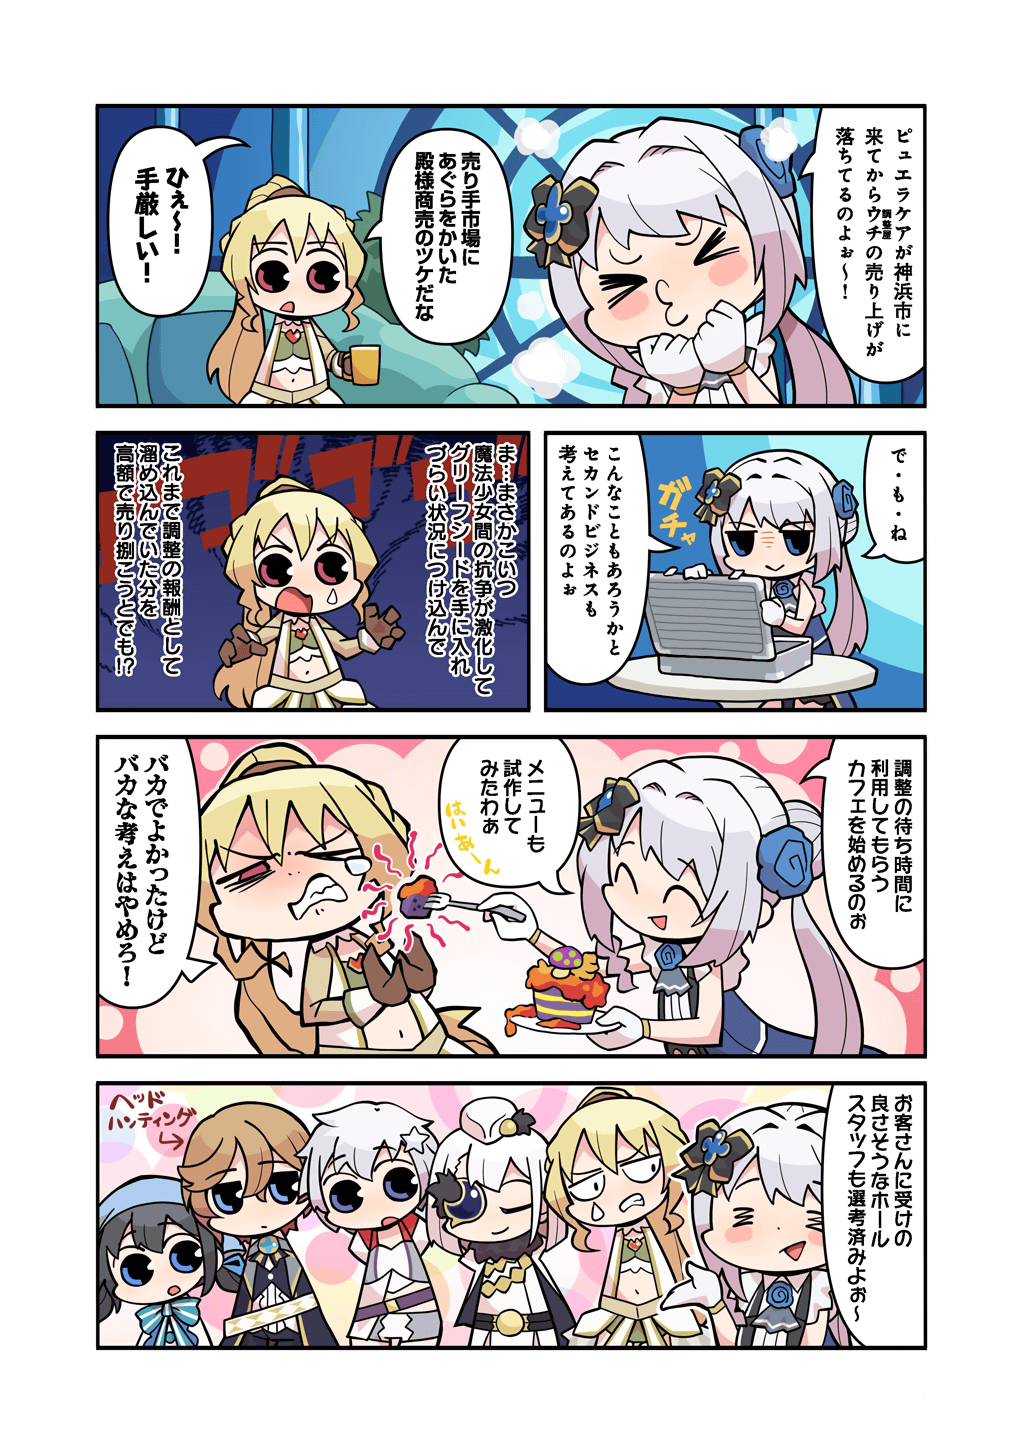 ピュエラケアが神浜市に
来てからウチの売り上げが
調整屋
落ちてるのよぉ～！
売り手市場に
あぐらをかいた
殿様商売のツケだな
ひぇ～！
手厳しい！
で・も・ね
ガチャ
こんなこともあろうかと
セカンドビジネスも
考えてあるのよぉ
ま…まさかこいつ
魔法少女間の抗争が激化して
グリーフシードを手に入れ
づらい状況につけ込んで
これまで調整の報酬として
溜め込んでいた分を
高額で売り捌こうとでも!?
ゴゴゴ
調整の待ち時間に
利用してもらう
カフェを始めるのぉ
メニューも
試作して
みたわぁ
はいあーん
バカでよかったけど
バカな考えはやめろ！
お客さんに受けの
良さそうなホール
スタッフも選考済みよぉ～
ヘッド
ハンティング